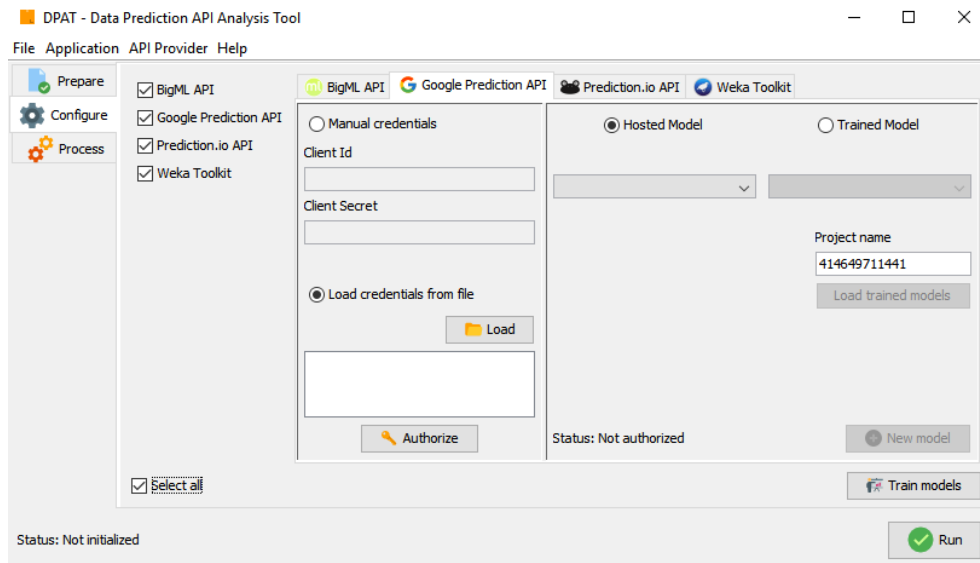 DPAT - Data Prediction API Analysis Tool
File Application API Provider Help
Prepare
Configure
Process
BigML API
Google Prediction API
Prediction.io API
Weka Toolkit
Select all
BigML API Google Prediction API Prediction.io API Weka Toolkit
Manual credentials
Client Id
Client Secret
Load credentials from file
Load
Authorize
Hosted Model Trained Model
Project name
414649711441
Load trained models
Status: Not authorized
New model
Train models
Status: Not initialized
Run